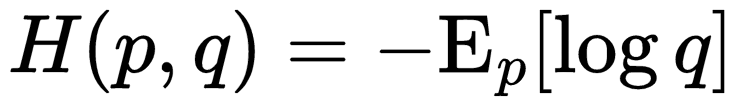 H(p, q) = −E_p[log q]